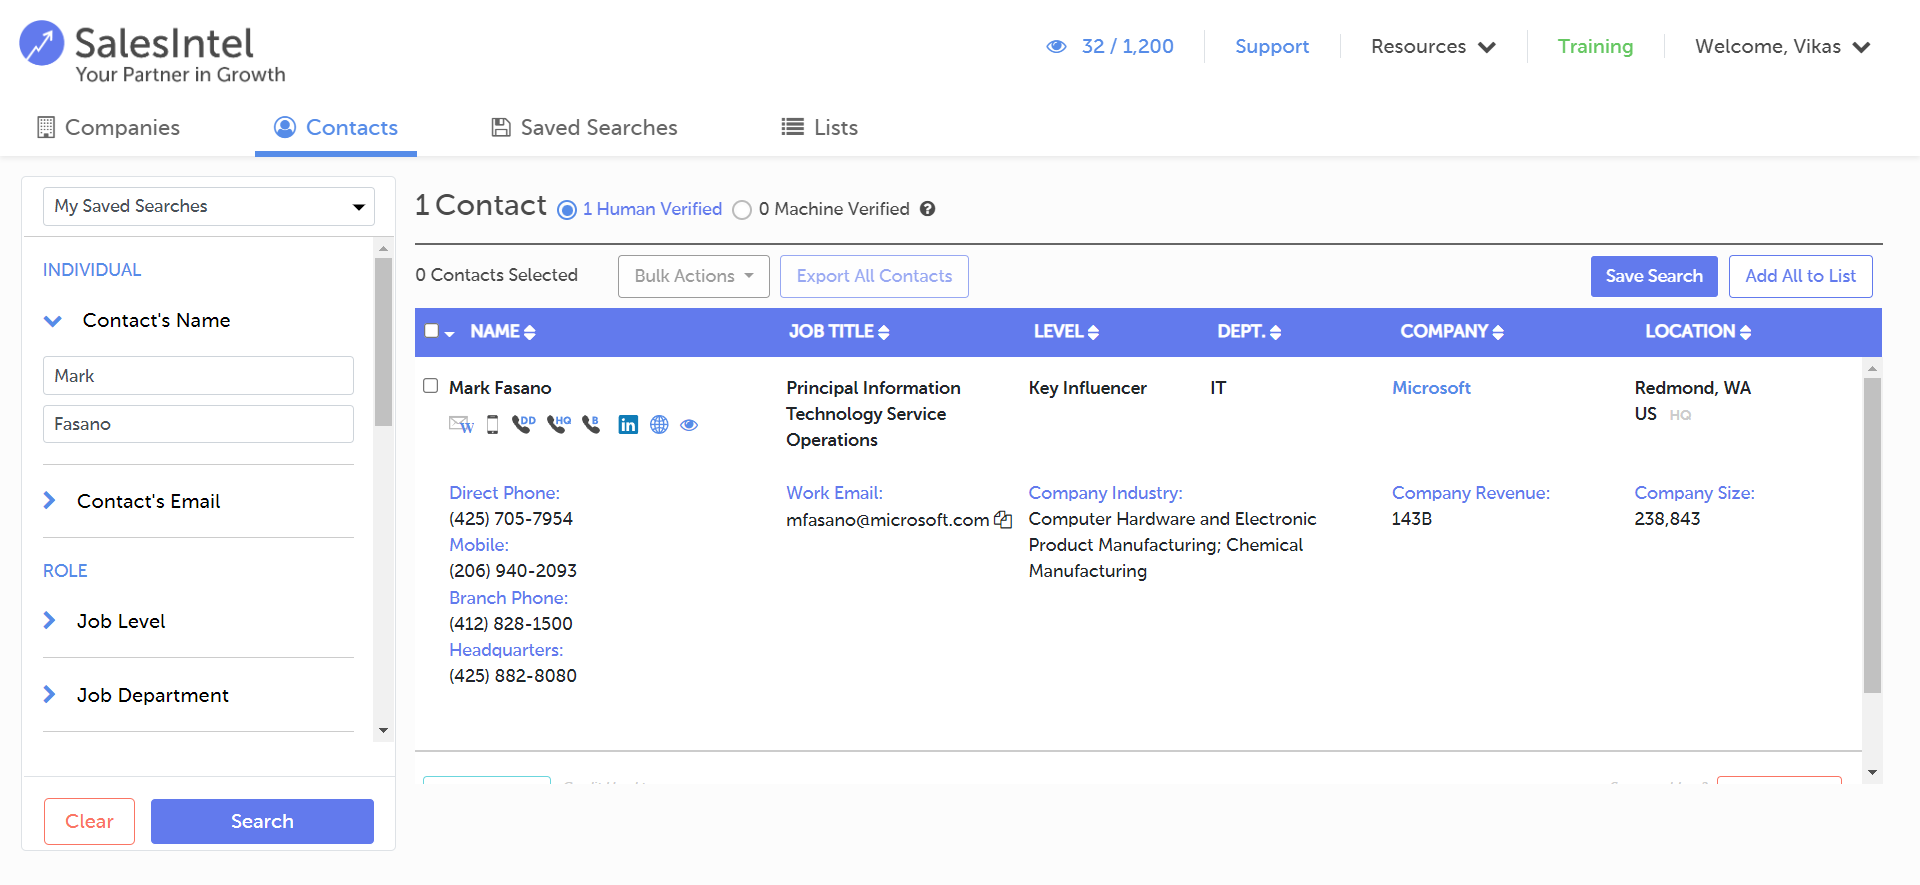 SalesIntel
Your Partner in Growth
32 / 1,200
Support
Resources
Training
Welcome, Vikas
Companies
Contacts
Saved Searches
Lists
My Saved Searches
INDIVIDUAL
Contact's Name
Mark
Fasano
Contact's Email
ROLE
Job Level
Job Department
Clear
Search
1 Contact
1 Human Verified
0 Machine Verified
0 Contacts Selected
Bulk Actions
Export All Contacts
Save Search
Add All to List
NAME
JOB TITLE
LEVEL
DEPT.
COMPANY
LOCATION
Mark Fasano
W
DD
HQ
B
in
Principal Information
Technology Service
Operations
Key Influencer
IT
Microsoft
Redmond, WA
US HQ
Direct Phone:
(425) 705-7954
Mobile:
(206) 940-2093
Branch Phone:
(412) 828-1500
Headquarters:
(425) 882-8080
Work Email:
mfasano@microsoft.com
Company Industry:
Computer Hardware and Electronic
Product Manufacturing; Chemical
Manufacturing
Company Revenue:
143B
Company Size:
238,843